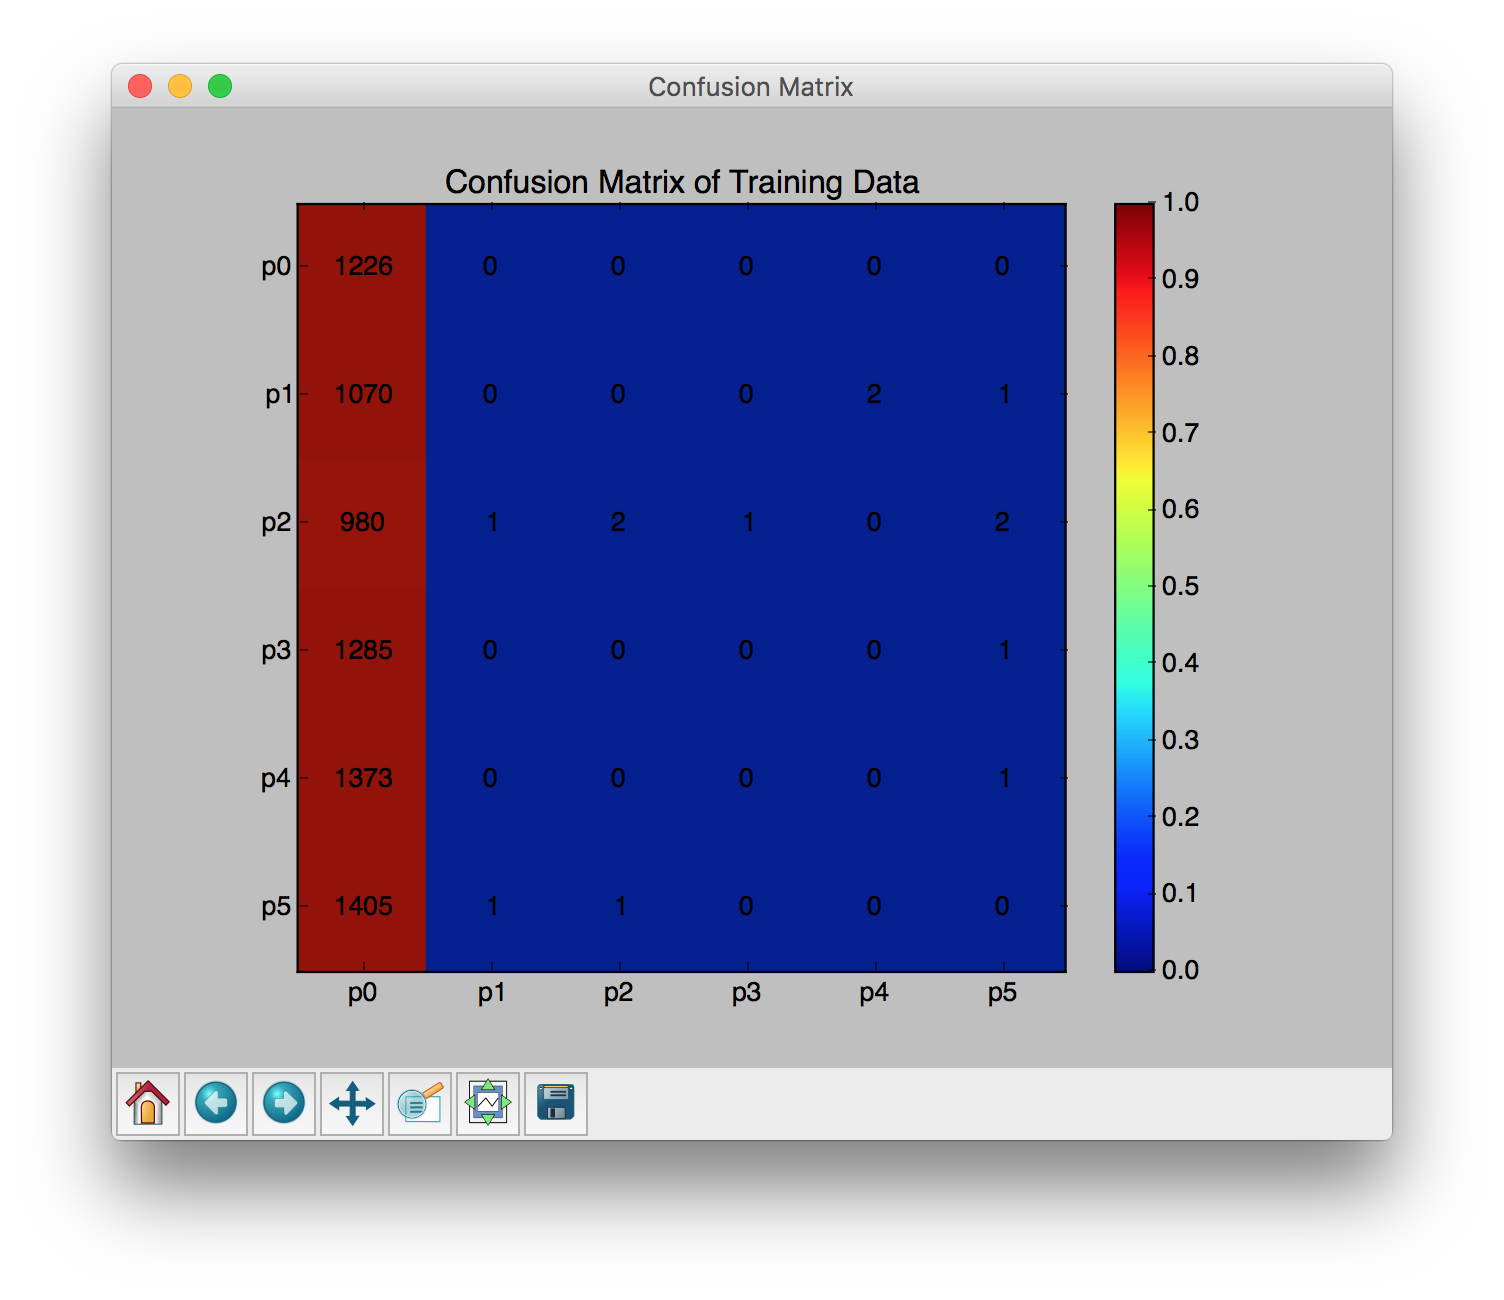 Confusion Matrix
Confusion Matrix of Training Data
p0 1226 0 0 0 0 0
p1 1070 0 0 0 2 1
p2 980 1 2 1 0 2
p3 1285 0 0 0 0 1
p4 1373 0 0 0 0 1
p5 1405 1 1 0 0 0
p0 p1 p2 p3 p4 p5
1.0
0.9
0.8
0.7
0.6
0.5
0.4
0.3
0.2
0.1
0.0